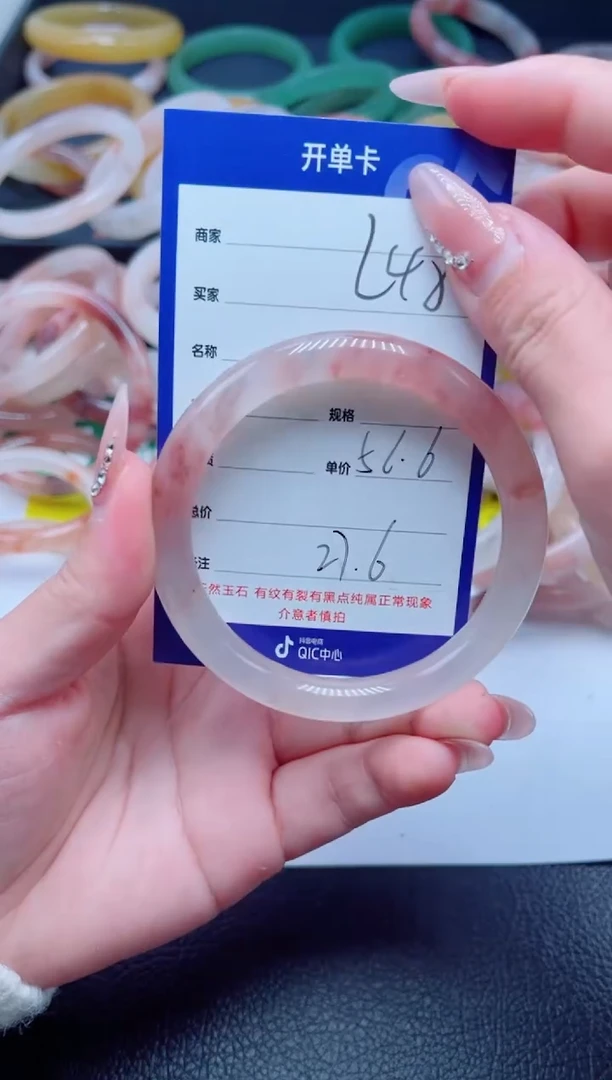 开单卡
商家
买家 L48
名称
规格
单价 56.6
总价
注 27.6
然玉石 有纹有裂有黑点纯属正常现象
介意者慎拍
抖音电商
QIC中心